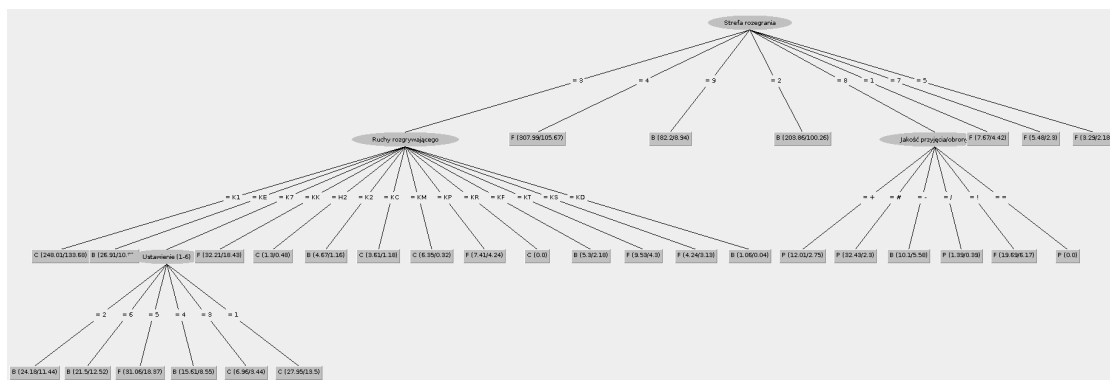 Strefa rozegrania
= 3 = 4 = 9 = 2 = 8 = 1 = 7 = 5
Ruchy rozgrywającego F (307.99/105.67) B (82.2/8.94) B (203.86/100.26) Jakość przyjęcia/obrony F (7.67/4.42) F (5.48/2.3) F (3.29/2.18
= K1 = KE = K7 = KK = H2 = K2 = KC = KM = KP = KR = KF = KT = KS = KD = + = # = - = / = ! = =
C (248.01/133.68) B (26.91/10. Ustawienie (1-6) F (32.21/18.43) C (1.3/0.48) B (4.67/1.16) C (3.61/1.18) C (6.35/0.32) F (7.41/4.24) C (0.0) B (5.3/2.18) F (9.53/4.3) F (4.24/3.13) B (1.06/0.04) P (12.01/2.75) F (32.43/2.3) B (10.1/5.58) P (1.39/0.39) F (19.69/6.17) P (0.0)
= 2 = 6 = 5 = 4 = 3 = 1
B (24.18/11.44) B (21.5/12.52) F (31.06/18.37) B (15.61/8.55) C (6.96/3.44) C (27.95/13.5)